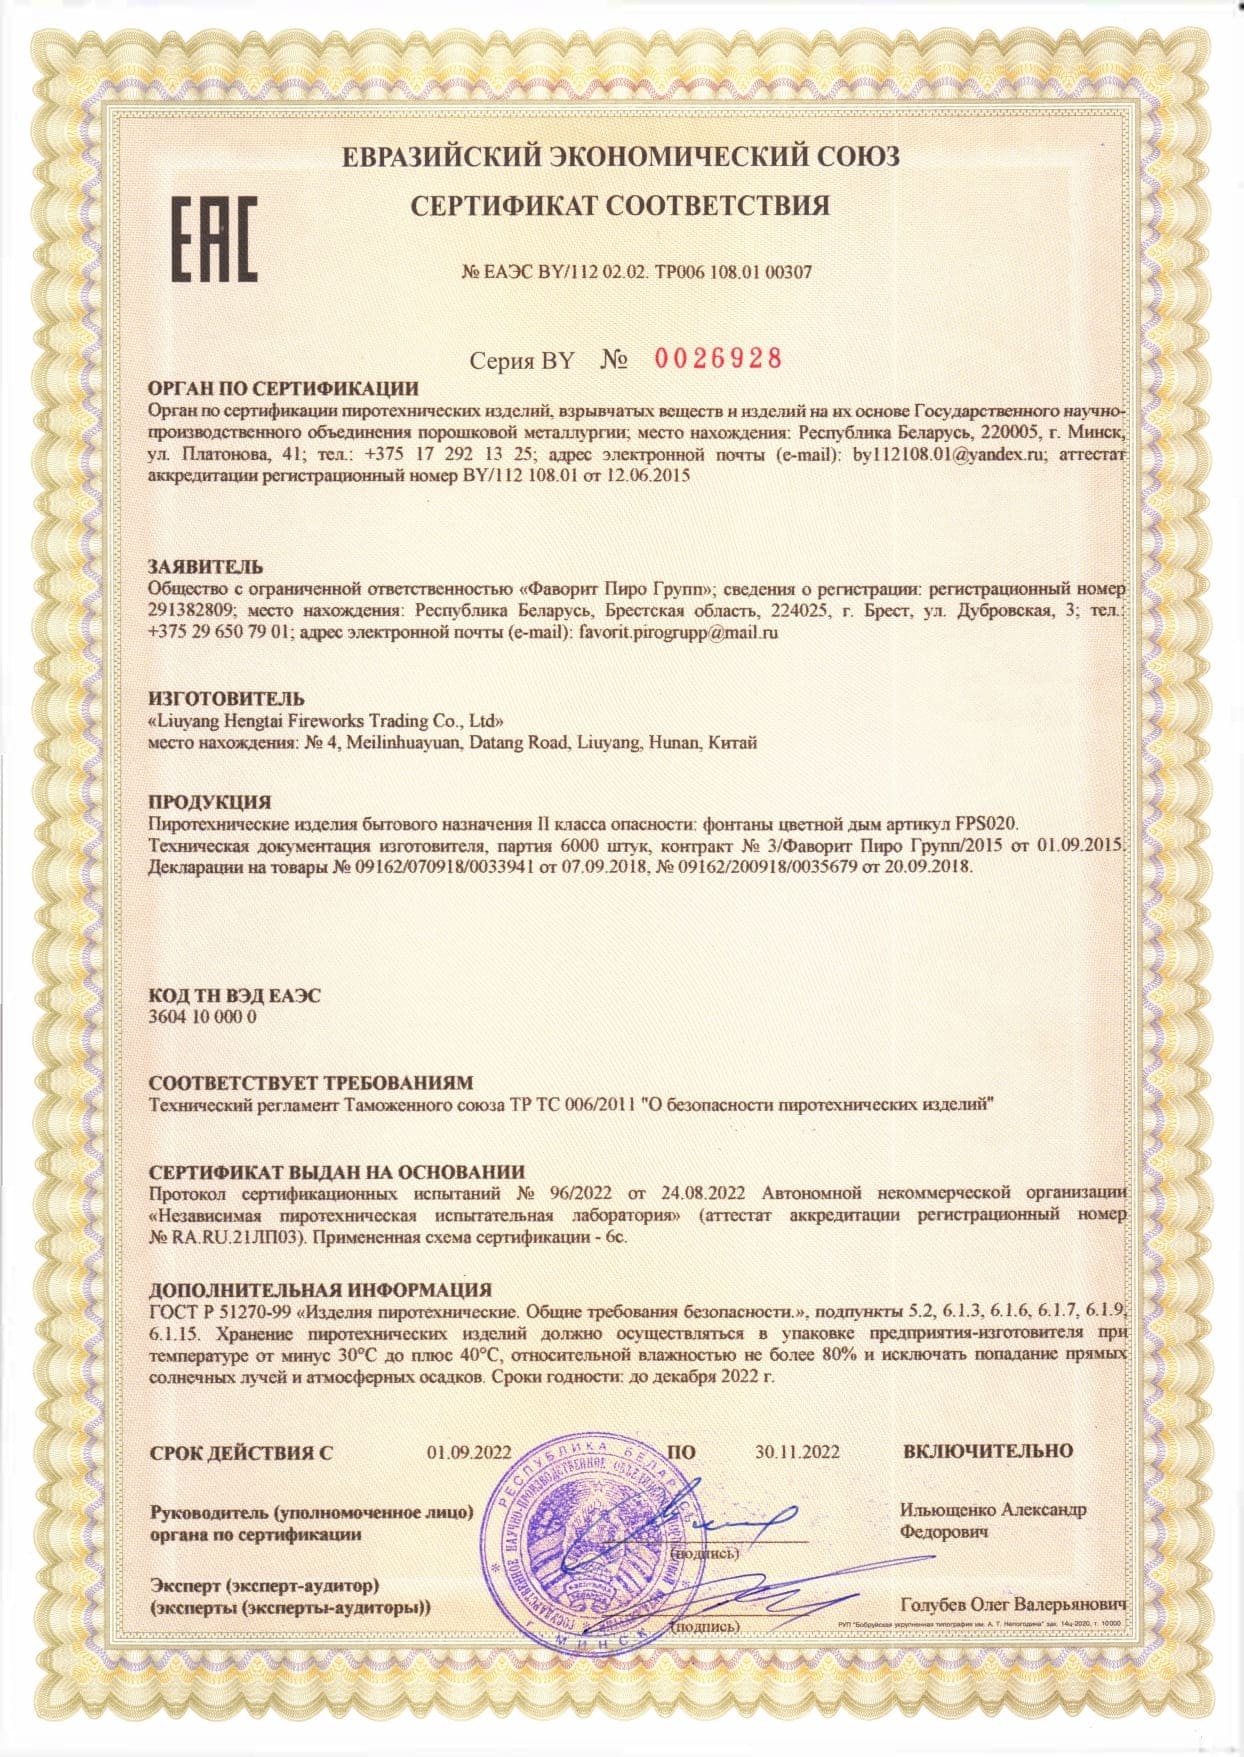 ЕВРАЗИЙСКИЙ ЭКОНОМИЧЕСКИЙ СОЮЗ
ЕАС
СЕРТИФИКАТ СООТВЕТСТВИЯ
№ ЕАЭС BY/112 02.02. ТР006 108.01 00307
Серия BY № 0026928
ОРГАН ПО СЕРТИФИКАЦИИ
Орган по сертификации пиротехнических изделий, взрывчатых веществ и изделий на их основе Государственного научно-
производственного объединения порошковой металлургии; место нахождения: Республика Беларусь, 220005, г. Минск,
ул. Платонова, 41; тел.: +375 17 292 13 25; адрес электронной почты (e-mail): by112108.01@yandex.ru; аттестат
аккредитации регистрационный номер BY/112 108.01 от 12.06.2015
ЗАЯВИТЕЛЬ
Общество с ограниченной ответственностью «Фаворит Пиро Групп»; сведения о регистрации: регистрационный номер
291382809; место нахождения: Республика Беларусь, Брестская область, 224025, г. Брест, ул. Дубровская, 3; тел.:
+375 29 650 79 01; адрес электронной почты (e-mail): favorit.pirogrupp@mail.ru
ИЗГОТОВИТЕЛЬ
«Liuyang Hengtai Fireworks Trading Co., Ltd»
место нахождения: № 4, Meilinhuayuan, Datang Road, Liuyang, Hunan, Китай
ПРОДУКЦИЯ
Пиротехнические изделия бытового назначения II класса опасности: фонтаны цветной дым артикул FPS020.
Техническая документация изготовителя, партия 6000 штук, контракт № 3/Фаворит Пиро Групп/2015 от 01.09.2015.
Декларации на товары № 09162/070918/0033941 от 07.09.2018, № 09162/200918/0035679 от 20.09.2018.
КОД ТН ВЭД ЕАЭС
3604 10 000 0
СООТВЕТСТВУЕТ ТРЕБОВАНИЯМ
Технический регламент Таможенного союза ТР ТС 006/2011 "О безопасности пиротехнических изделий"
СЕРТИФИКАТ ВЫДАН НА ОСНОВАНИИ
Протокол сертификационных испытаний № 96/2022 от 24.08.2022 Автономной некоммерческой организации
«Независимая пиротехническая испытательная лаборатория» (аттестат аккредитации регистрационный номер
№ RA.RU.21ЛП03). Примененная схема сертификации - 6с.
ДОПОЛНИТЕЛЬНАЯ ИНФОРМАЦИЯ
ГОСТ Р 51270-99 «Изделия пиротехнические. Общие требования безопасности.», подпункты 5.2, 6.1.3, 6.1.6, 6.1.7, 6.1.9,
6.1.15. Хранение пиротехнических изделий должно осуществляться в упаковке предприятия-изготовителя при
температуре от минус 30°С до плюс 40°С, относительной влажностью не более 80% и исключать попадание прямых
солнечных лучей и атмосферных осадков. Сроки годности: до декабря 2022 г.
СРОК ДЕЙСТВИЯ С 01.09.2022 ПО 30.11.2022 ВКЛЮЧИТЕЛЬНО
РЕСПУБЛИКА БЕЛАРУСЬ
МИНСК
Руководитель (уполномоченное лицо)
органа по сертификации
(подпись)
Ильющенко Александр
Федорович
Эксперт (эксперт-аудитор)
(эксперты (эксперты-аудиторы))
(подпись)
Голубев Олег Валерьянович
РУП "Бобруйская укрупненная типография им. А. Т. Непогодина" зак. 14ц-2020, т. 10000